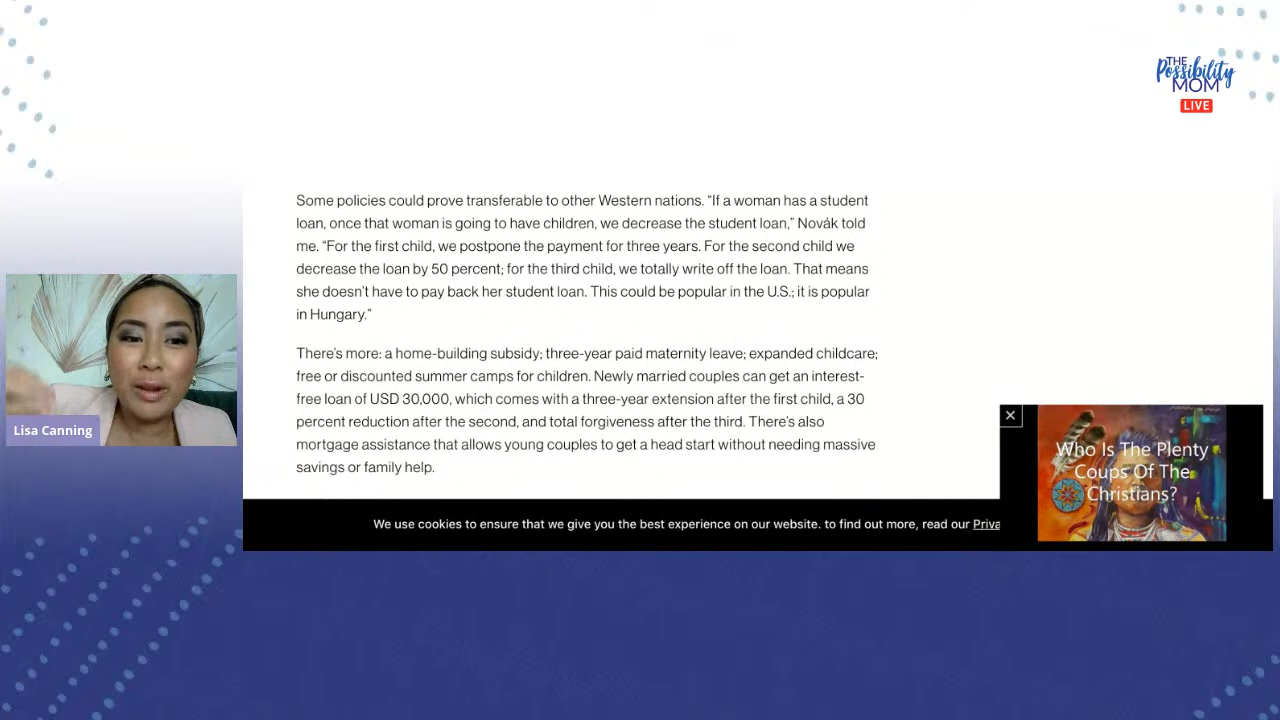 THE
Possibility
MOM
LIVE
Some policies could prove transferable to other Western nations. “If a woman has a student
loan, once that woman is going to have children, we decrease the student loan,” Novák told
me. “For the first child, we postpone the payment for three years. For the second child we
decrease the loan by 50 percent; for the third child, we totally write off the loan. That means
she doesn’t have to pay back her student loan. This could be popular in the U.S.; it is popular
in Hungary.”
There’s more: a home-building subsidy; three-year paid maternity leave; expanded childcare;
free or discounted summer camps for children. Newly married couples can get an interest-
free loan of USD 30,000, which comes with a three-year extension after the first child, a 30
percent reduction after the second, and total forgiveness after the third. There’s also
mortgage assistance that allows young couples to get a head start without needing massive
savings or family help.
Lisa Canning
Who Is The Plenty
Coups Of The
Christians?
We use cookies to ensure that we give you the best experience on our website. to find out more, read our Priva